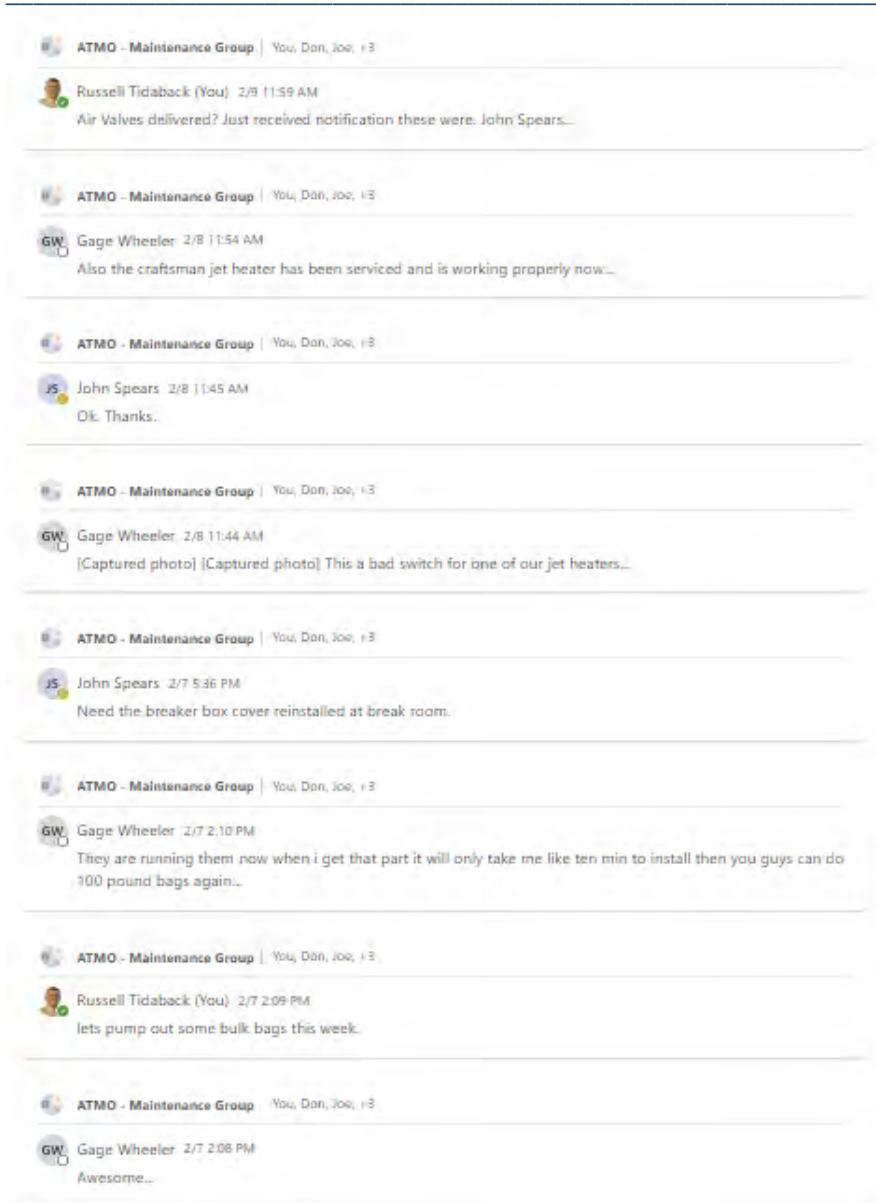 ATMO - Maintenance Group | You, Don, Joe, +3
Russell Tidaback (You) 2/9 11:59 AM
Air Valves delivered? Just received notification these were. John Spears...
ATMO - Maintenance Group | You, Don, Joe, +3
GW Gage Wheeler 2/8 11:54 AM
Also the craftsman jet heater has been serviced and is working properly now...
ATMO - Maintenance Group | You, Don, Joe, +3
JS John Spears 2/8 11:45 AM
Ok. Thanks..
ATMO - Maintenance Group | You, Don, Joe, +3
GW Gage Wheeler 2/8 11:44 AM
[Captured photo] [Captured photo] This a bad switch for one of our jet heaters...
ATMO - Maintenance Group | You, Don, Joe, +3
JS John Spears 2/7 5:36 PM
Need the breaker box cover reinstalled at break room.
ATMO - Maintenance Group | You, Don, Joe, +3
GW Gage Wheeler 2/7 2:10 PM
They are running them now when i get that part it will only take me like ten min to install then you guys can do
100 pound bags again...
ATMO - Maintenance Group | You, Don, Joe, +3
Russell Tidaback (You) 2/7 2:09 PM
lets pump out some bulk bags this week.
ATMO - Maintenance Group You, Don, Joe, +3
GW Gage Wheeler 2/7 2:08 PM
Awesome...